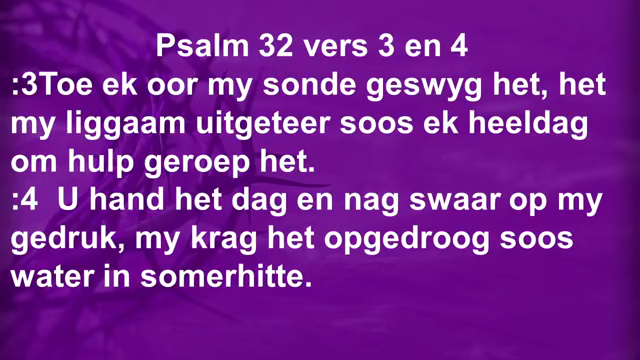 Psalm 32 vers 3 en 4
:3Toe ek oor my sonde geswyg het, het
my liggaam uitgeteer soos ek heeldag
om hulp geroep het.
:4  U hand het dag en nag swaar op my
gedruk, my krag het opgedroog soos
water in somerhitte.